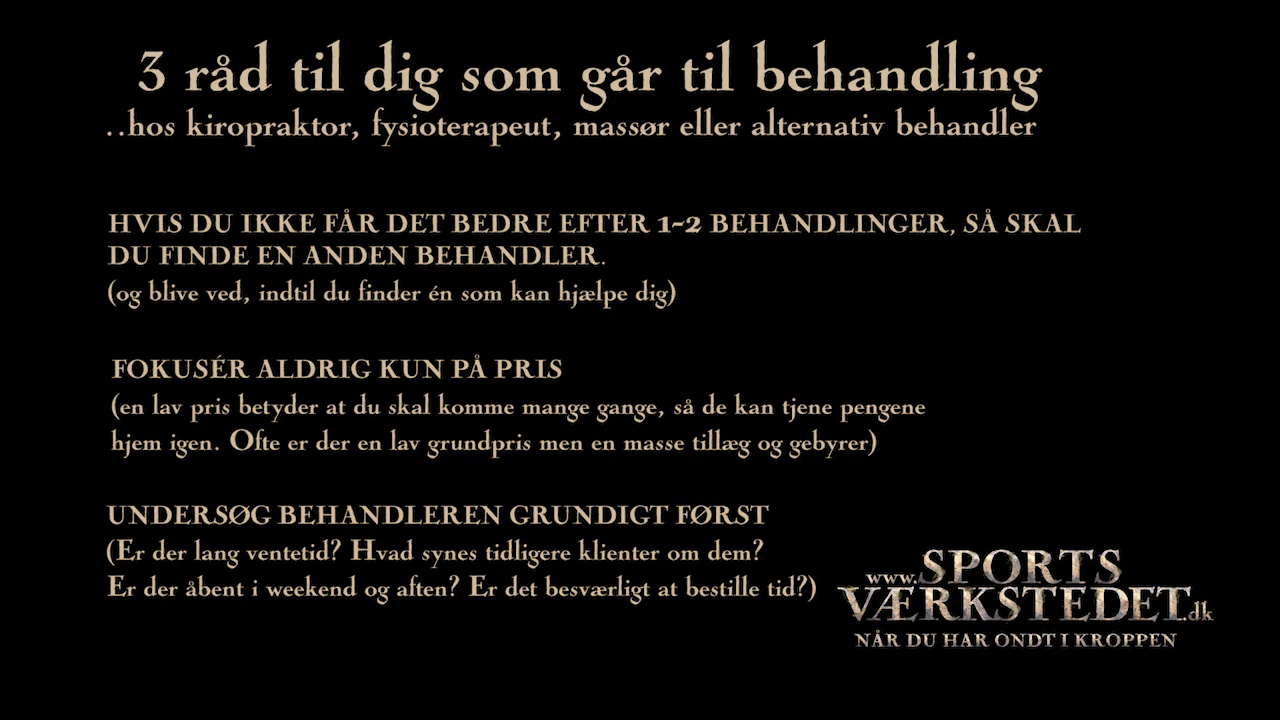 3 råd til dig som går til behandling
..hos kiropraktor, fysioterapeut, massør eller alternativ behandler
HVIS DU IKKE FÅR DET BEDRE EFTER 1-2 BEHANDLINGER, SÅ SKAL
DU FINDE EN ANDEN BEHANDLER.
(og blive ved, indtil du finder én som kan hjælpe dig)
FOKUSÉR ALDRIG KUN PÅ PRIS
(en lav pris betyder at du skal komme mange gange, så de kan tjene pengene
hjem igen. Ofte er der en lav grundpris men en masse tillæg og gebyrer)
UNDERSØG BEHANDLEREN GRUNDIGT FØRST
(Er der lang ventetid? Hvad synes tidligere klienter om dem?
Er der åbent i weekend og aften? Er det besværligt at bestille tid?)
www.SPORTS
VÆRKSTEDET.dk
NÅR DU HAR ONDT I KROPPEN